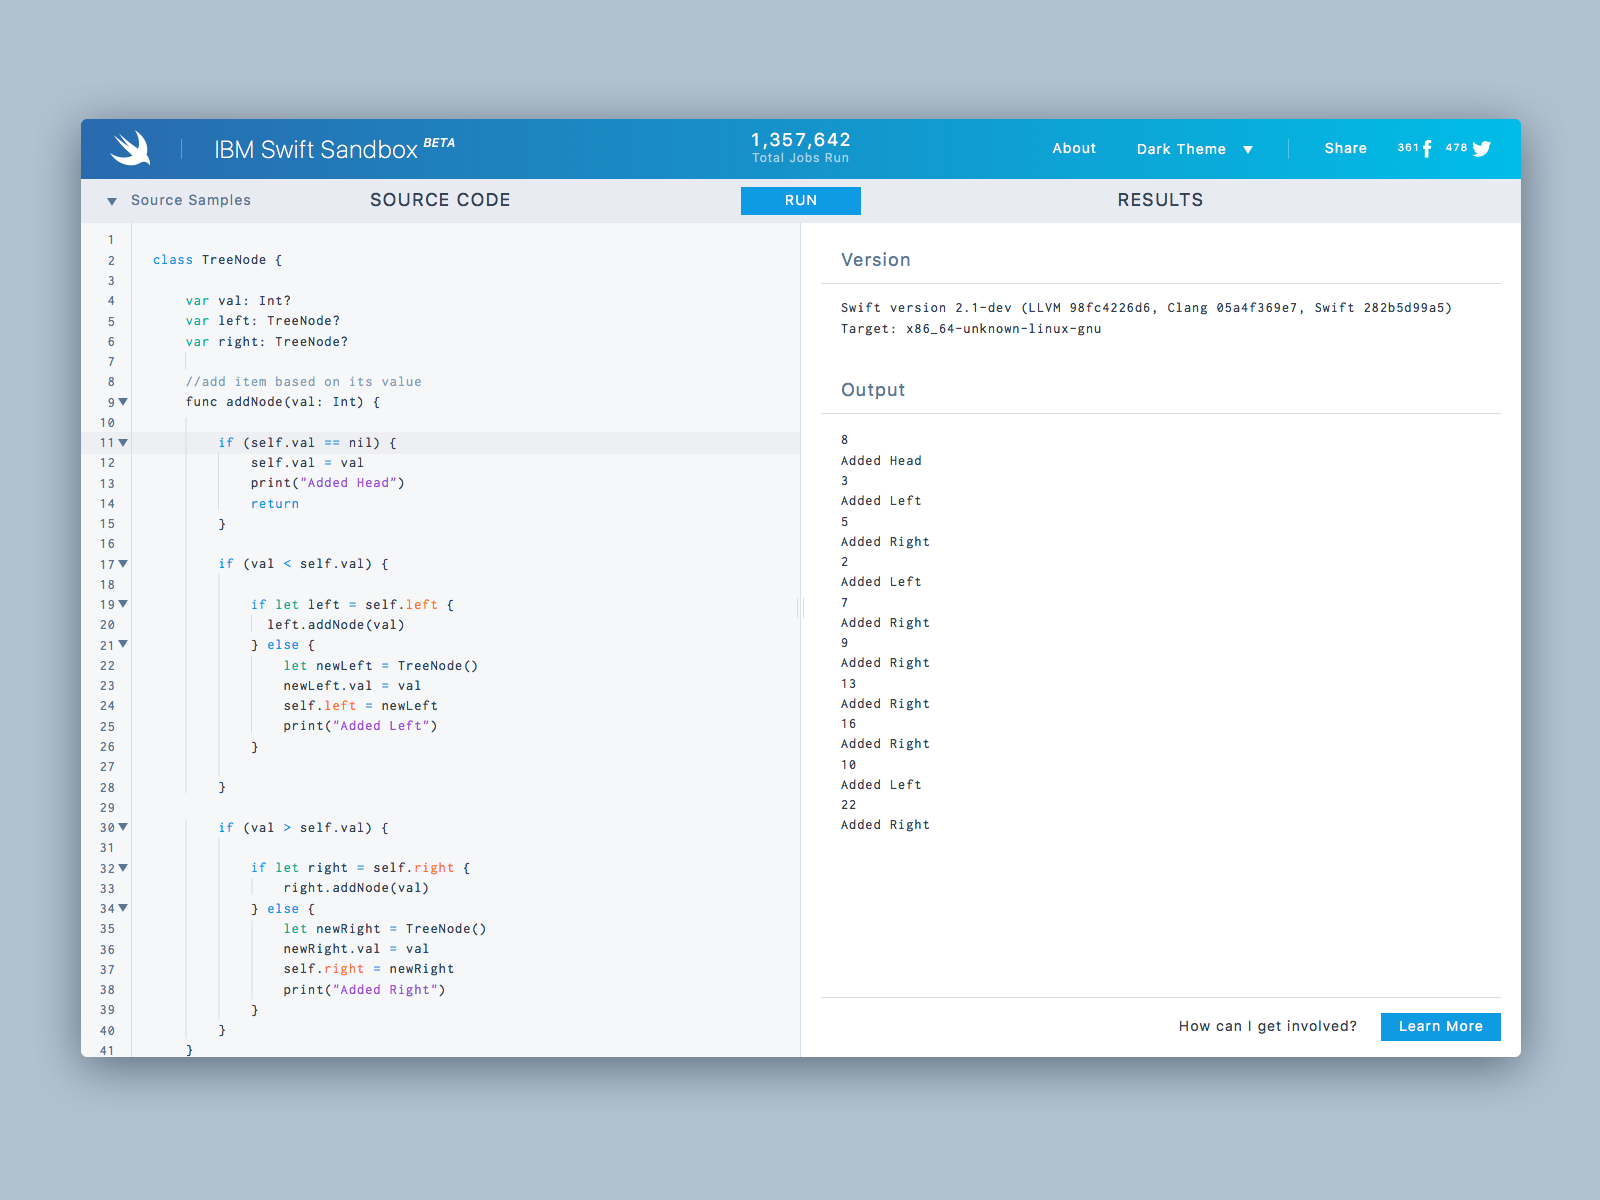 IBM Swift Sandbox BETA
1,357,642
Total Jobs Run
About
Dark Theme
Share
361
478
Source Samples
SOURCE CODE
RUN
RESULTS
1
2 class TreeNode {
3
4 var val: Int?
5 var left: TreeNode?
6 var right: TreeNode?
7
8 //add item based on its value
9 func addNode(val: Int) {
10
11 if (self.val == nil) {
12 self.val = val
13 print("Added Head")
14 return
15 }
16
17 if (val < self.val) {
18
19 if let left = self.left {
20 left.addNode(val)
21 } else {
22 let newLeft = TreeNode()
23 newLeft.val = val
24 self.left = newLeft
25 print("Added Left")
26 }
27
28 }
29
30 if (val > self.val) {
31
32 if let right = self.right {
33 right.addNode(val)
34 } else {
35 let newRight = TreeNode()
36 newRight.val = val
37 self.right = newRight
38 print("Added Right")
39 }
40 }
41 }
Version
Swift version 2.1-dev (LLVM 98fc4226d6, Clang 05a4f369e7, Swift 282b5d99a5)
Target: x86_64-unknown-linux-gnu
Output
8
Added Head
3
Added Left
5
Added Right
2
Added Left
7
Added Right
9
Added Right
13
Added Right
16
Added Right
10
Added Left
22
Added Right
How can I get involved?
Learn More